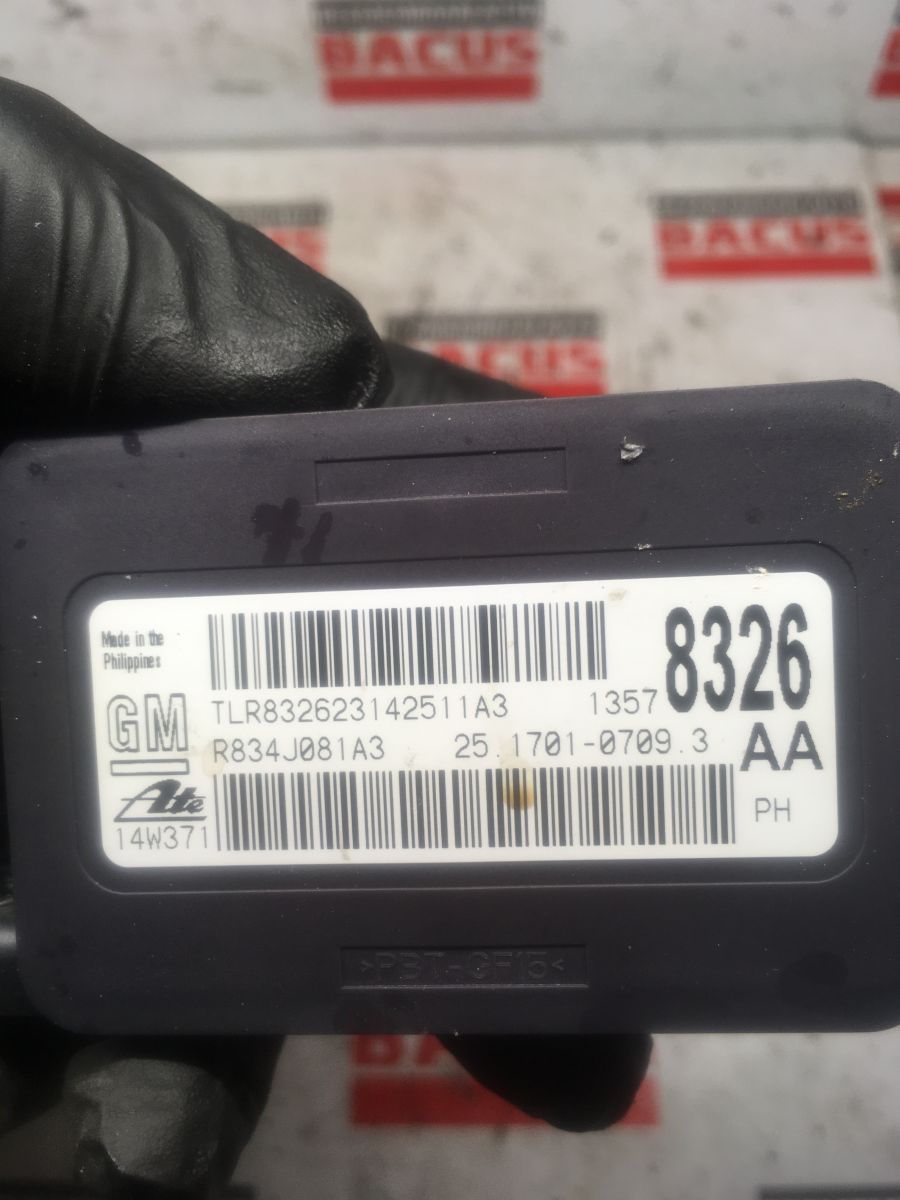 BACUS
BACUS
BACUS
Made in the
Philippines
GM
TLR832623142511A3
1357 8326
R834J081A3
25.1701-0709.3
AA
Ate
14W371
PH
>PBT-GF15<